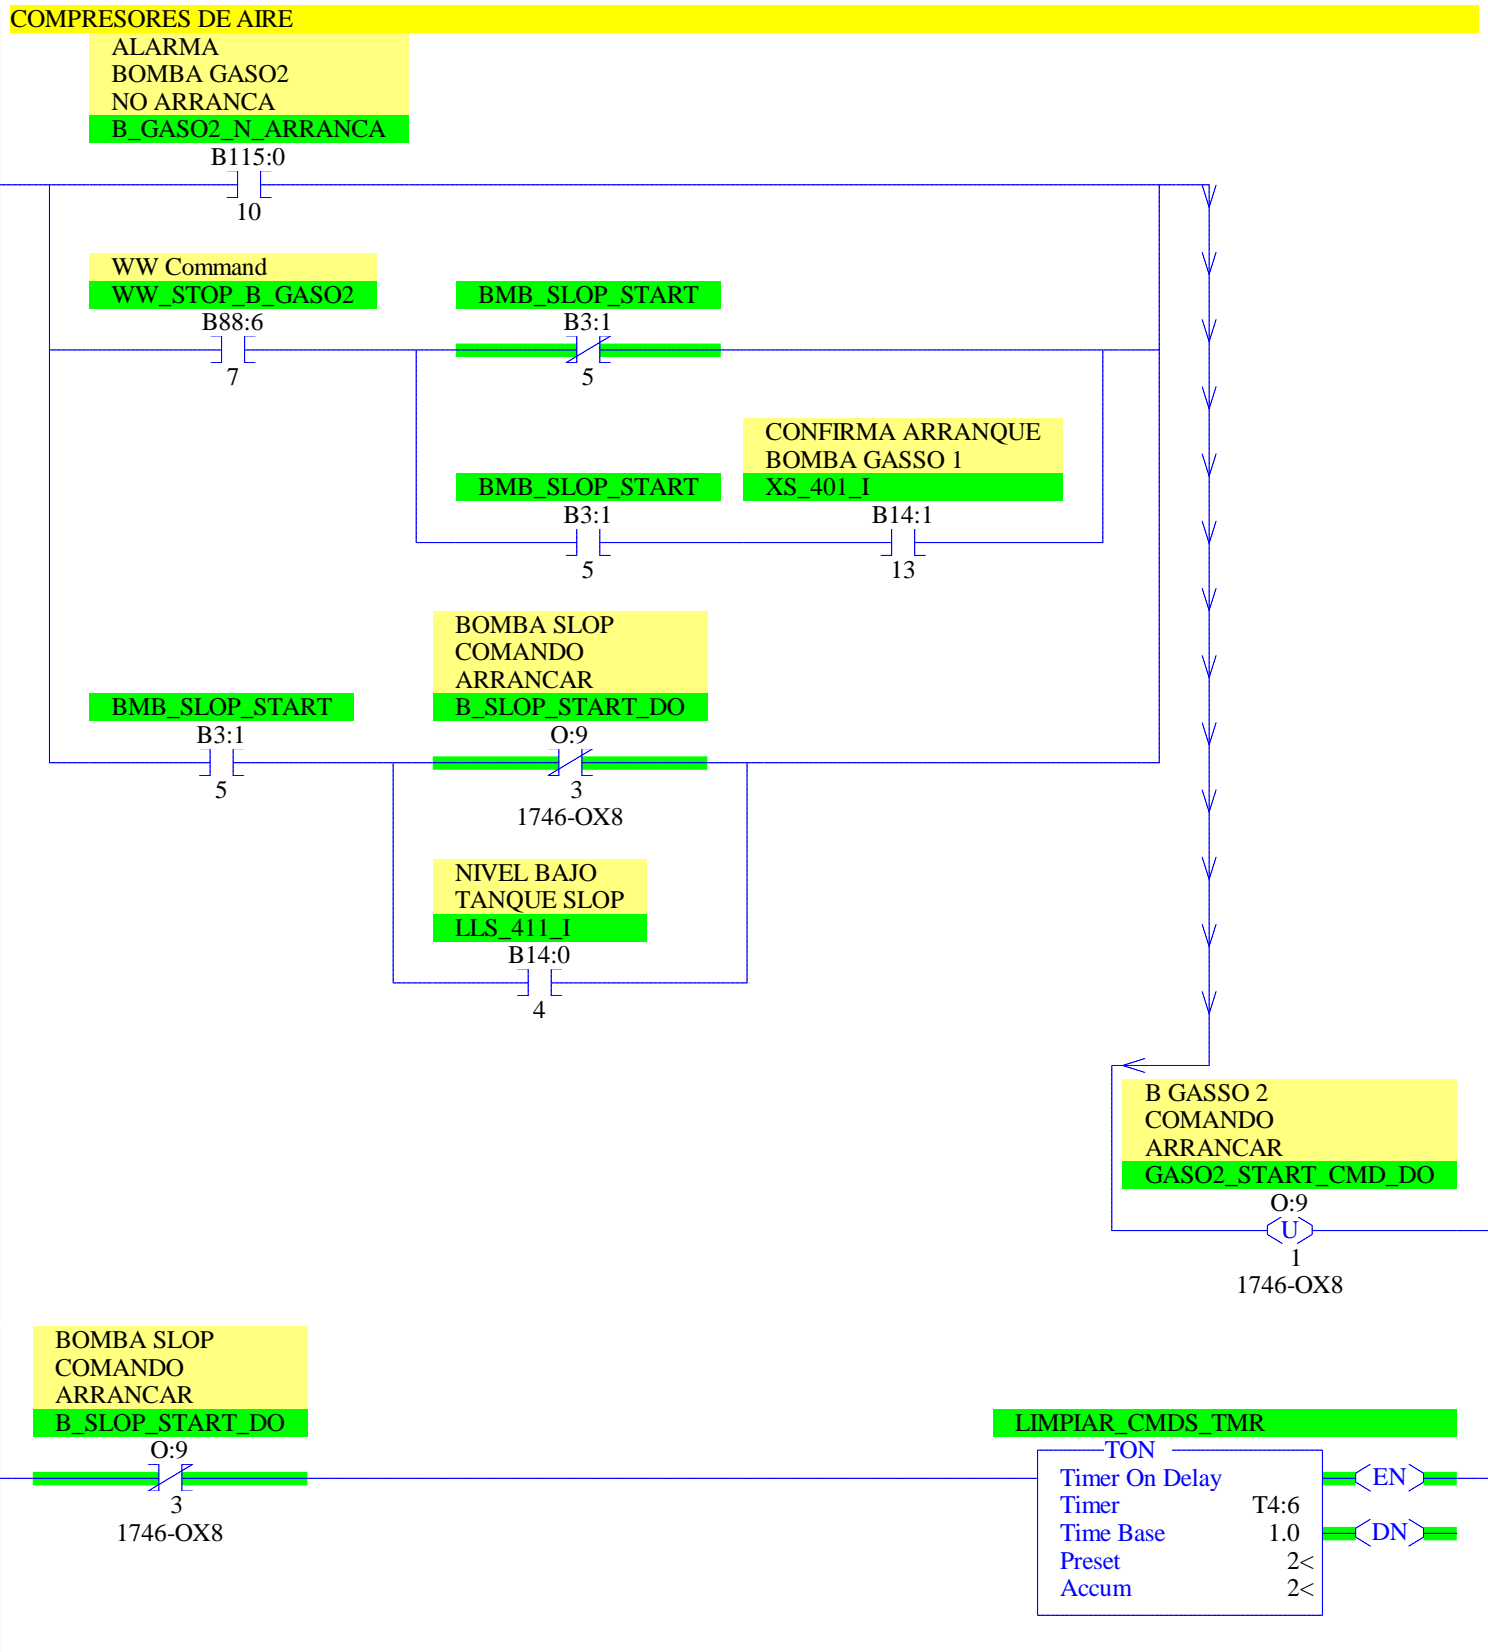 COMPRESORES DE AIRE
ALARMA
BOMBA GASO2
NO ARRANCA
B_GASO2_N_ARRANCA
B115:0
10
WW Command
WW_STOP_B_GASO2
B88:6
7
BMB_SLOP_START
B3:1
5
CONFIRMA ARRANQUE
BOMBA GASSO 1
XS_401_I
B14:1
13
BMB_SLOP_START
B3:1
5
BOMBA SLOP
COMANDO
ARRANCAR
B_SLOP_START_DO
O:9
3
1746-OX8
BMB_SLOP_START
B3:1
5
NIVEL BAJO
TANQUE SLOP
LLS_411_I
B14:0
4
B GASSO 2
COMANDO
ARRANCAR
GASO2_START_CMD_DO
O:9
U
1
1746-OX8
BOMBA SLOP
COMANDO
ARRANCAR
B_SLOP_START_DO
O:9
3
1746-OX8
LIMPIAR_CMDS_TMR
TON
Timer On Delay
Timer T4:6
Time Base 1.0
Preset 2<
Accum 2<
EN
DN